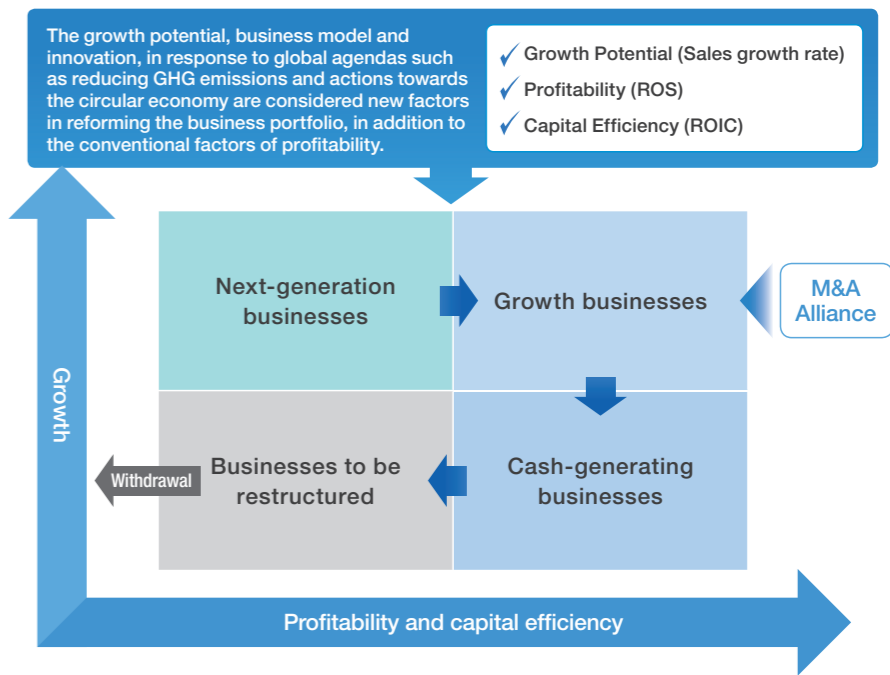 The growth potential, business model and
innovation, in response to global agendas such
as reducing GHG emissions and actions towards
the circular economy are considered new factors
in reforming the business portfolio, in addition to
the conventional factors of profitability.
Growth Potential (Sales growth rate)
Profitability (ROS)
Capital Efficiency (ROIC)
Growth
Next-generation
businesses
Growth businesses
M&A
Alliance
Withdrawal
Businesses to be
restructured
Cash-generating
businesses
Profitability and capital efficiency